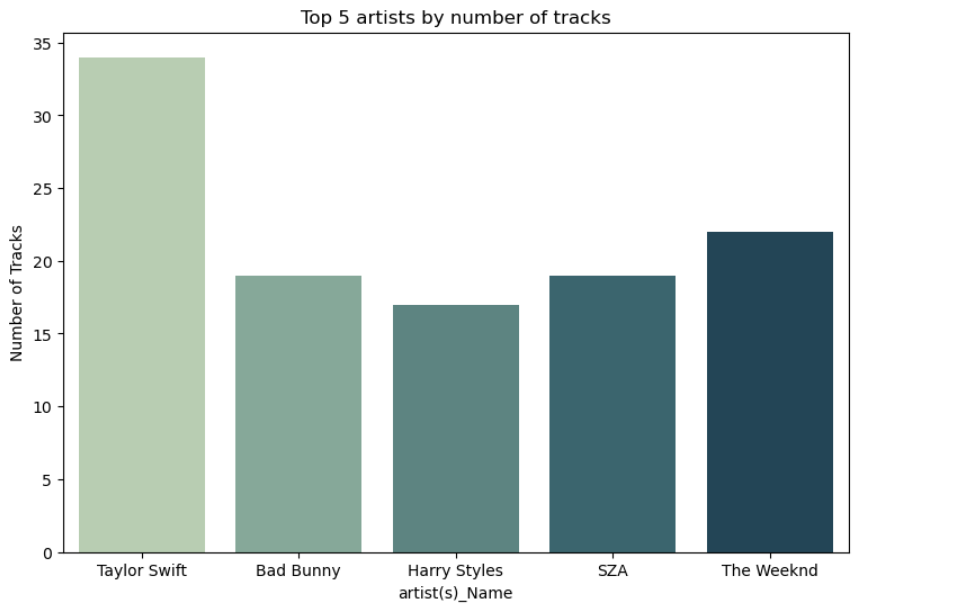 Top 5 artists by number of tracks
Number of Tracks
35
30
25
20
15
10
5
0
Taylor Swift Bad Bunny Harry Styles SZA The Weeknd
artist(s)_Name